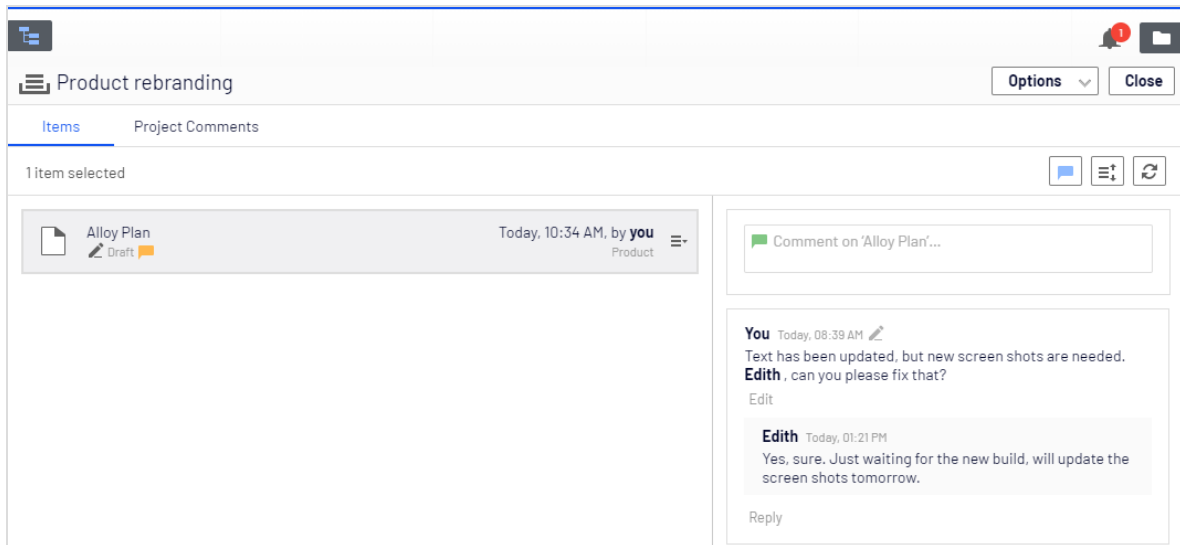 1
Product rebranding
Options
Close
Items
Project Comments
1 item selected
Alloy Plan
Draft
Today, 10:34 AM, by you
Product
Comment on 'Alloy Plan'...
You Today, 08:39 AM
Text has been updated, but new screen shots are needed.
Edith , can you please fix that?
Edit
Edith Today, 01:21 PM
Yes, sure. Just waiting for the new build, will update the
screen shots tomorrow.
Reply